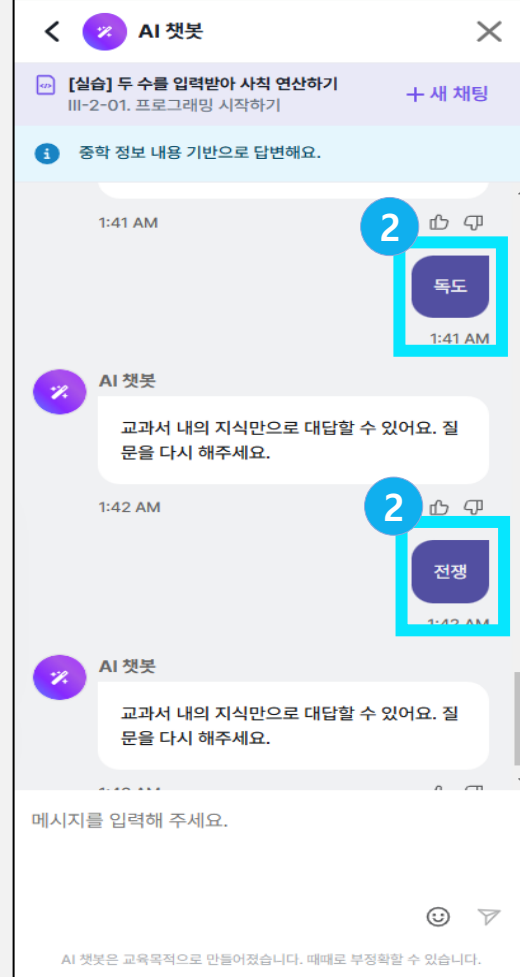 AI 챗봇
[실습] 두 수를 입력받아 사칙 연산하기
III-2-01. 프로그래밍 시작하기
+ 새 채팅
중학 정보 내용 기반으로 답변해요.
1:41 AM
2
독도
1:41 AM
AI 챗봇
교과서 내의 지식만으로 대답할 수 있어요. 질
문을 다시 해주세요.
1:42 AM
2
전쟁
1:42 AM
AI 챗봇
교과서 내의 지식만으로 대답할 수 있어요. 질
문을 다시 해주세요.
메시지를 입력해 주세요.
AI 챗봇은 교육목적으로 만들어졌습니다. 때때로 부정확할 수 있습니다.